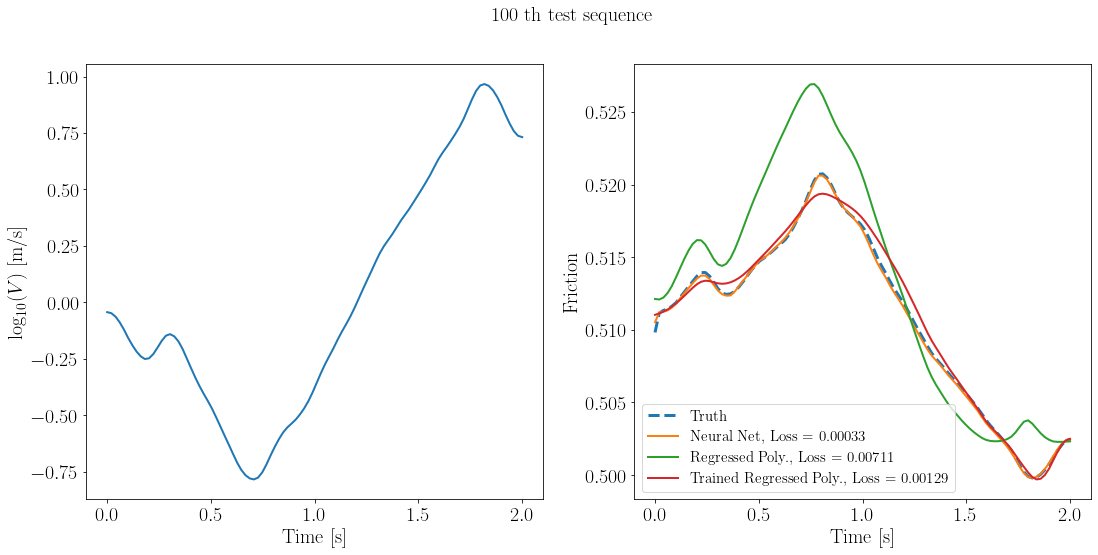 100 th test sequence
1.00
0.75
0.50
0.25
0.00
−0.25
−0.50
−0.75
log10(V) [m/s]
0.0
0.5
1.0
1.5
2.0
Time [s]
0.525
0.520
0.515
0.510
0.505
0.500
Friction
Truth
Neural Net, Loss = 0.00033
Regressed Poly., Loss = 0.00711
Trained Regressed Poly., Loss = 0.00129
0.0
0.5
1.0
1.5
2.0
Time [s]